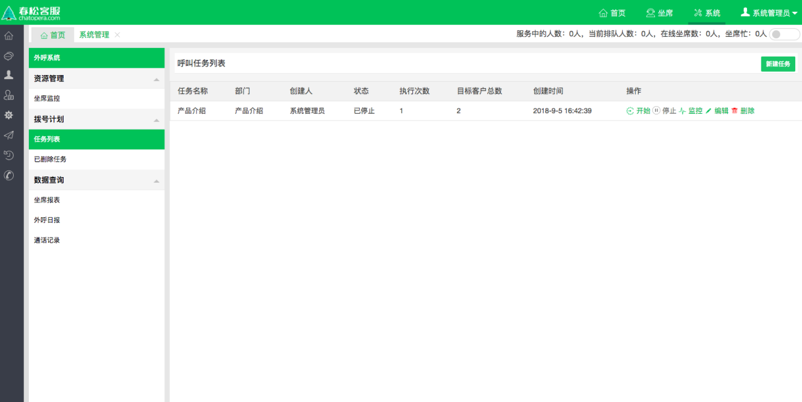 春松客服
chatopera.com
首页 坐席 系统 系统管理员
首页 系统管理
服务中的人数：0人，当前排队人数：0人，在线坐席数：0人，坐席忙：0人
外呼系统
资源管理
坐席监控
拨号计划
任务列表
已删除任务
数据查询
坐席报表
外呼日报
通话记录
呼叫任务列表
新建任务
任务名称 部门 创建人 状态 执行次数 目标客户总数 创建时间 操作
产品介绍 产品介绍 系统管理员 已停止 1 2 2018-9-5 16:42:39 开始 停止 监控 编辑 删除